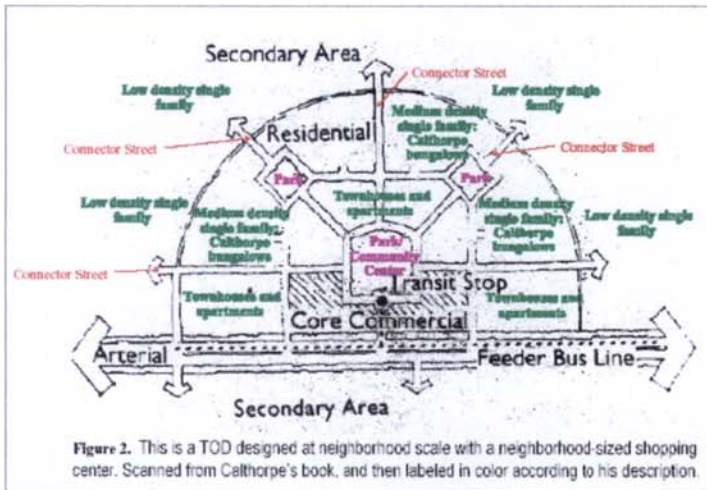 Secondary Area
Connector Street
Low density single
family
Low density single
family
Medium density
single family:
Calthorpe
bungalows
Residential
Connector Street
Connector Street
Park
Park
Townhouses and
apartments
Low density single
family
Medium density
single family:
Calthorpe
bungalows
Medium density
single family:
Calthorpe
bungalows
Low density single
family
Park/
Community
Center
Connector Street
Transit Stop
Townhouses and
apartments
Townhouses and
apartments
Core Commercial
Arterial
Feeder Bus Line
Secondary Area
Figure 2. This is a TOD designed at neighborhood scale with a neighborhood-sized shopping
center. Scanned from Calthorpe's book, and then labeled in color according to his description.